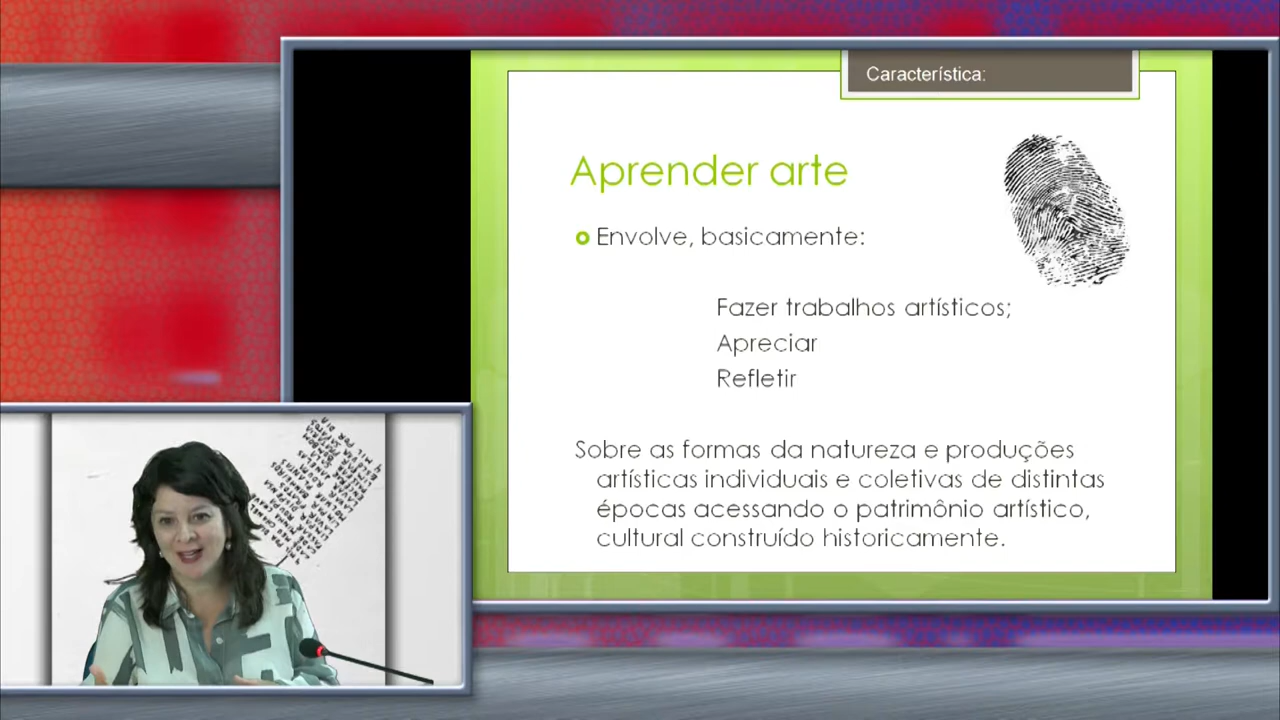 Característica:
Aprender arte
Envolve, basicamente:
Fazer trabalhos artísticos;
Apreciar
Refletir
Sobre as formas da natureza e produções
artísticas individuais e coletivas de distintas
épocas acessando o patrimônio artístico,
cultural construído historicamente.